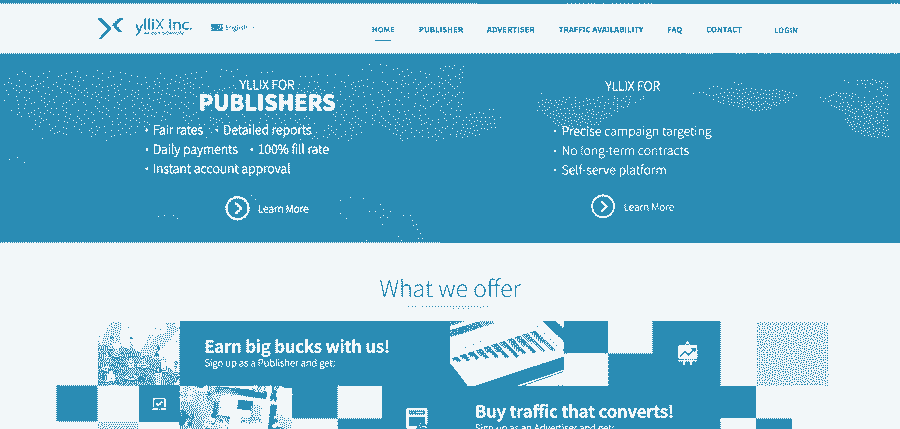 ylliX Inc.
English
HOME PUBLISHER ADVERTISER TRAFFIC AVAILABILITY FAQ CONTACT LOGIN
YLLIX FOR
PUBLISHERS
• Fair rates • Detailed reports
• Daily payments • 100% fill rate
• Instant account approval
Learn More
YLLIX FOR
• Precise campaign targeting
• No long-term contracts
• Self-serve platform
Learn More
What we offer
Earn big bucks with us!
Sign up as a Publisher and get:
Buy traffic that converts!
Sign up as an Advertiser and get: